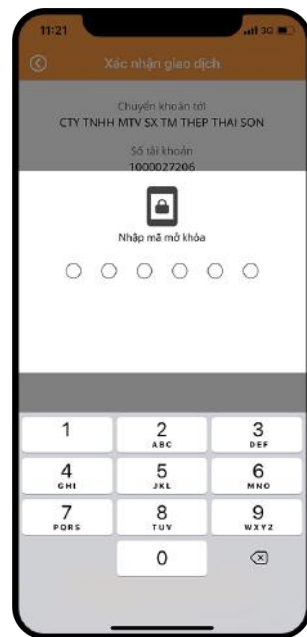 11:21 3G
Xác nhận giao dịch
Chuyển khoản tới
CTY TNHH MTV SX TM THEP THAI SON
Số tài khoản
1000027206
Nhập mã mở khóa
1 2 3
ABC DEF
4 5 6
GHI JKL MNO
7 8 9
PQRS TUV WXYZ
0